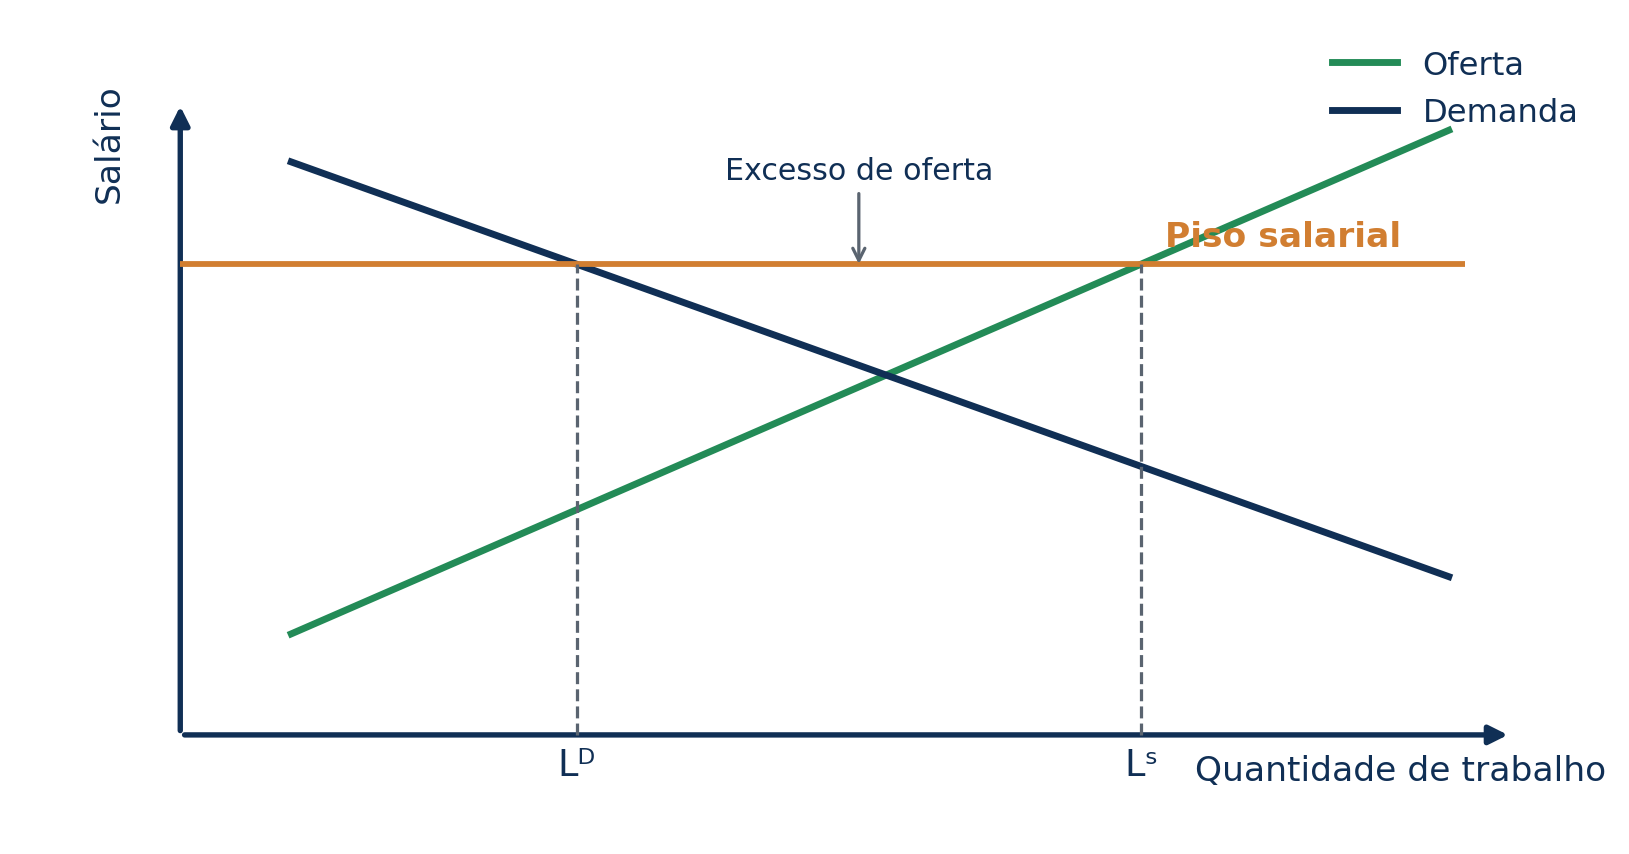 Oferta
Demanda
Salário
Excesso de oferta
Piso salarial
Lᴰ
Lˢ
Quantidade de trabalho